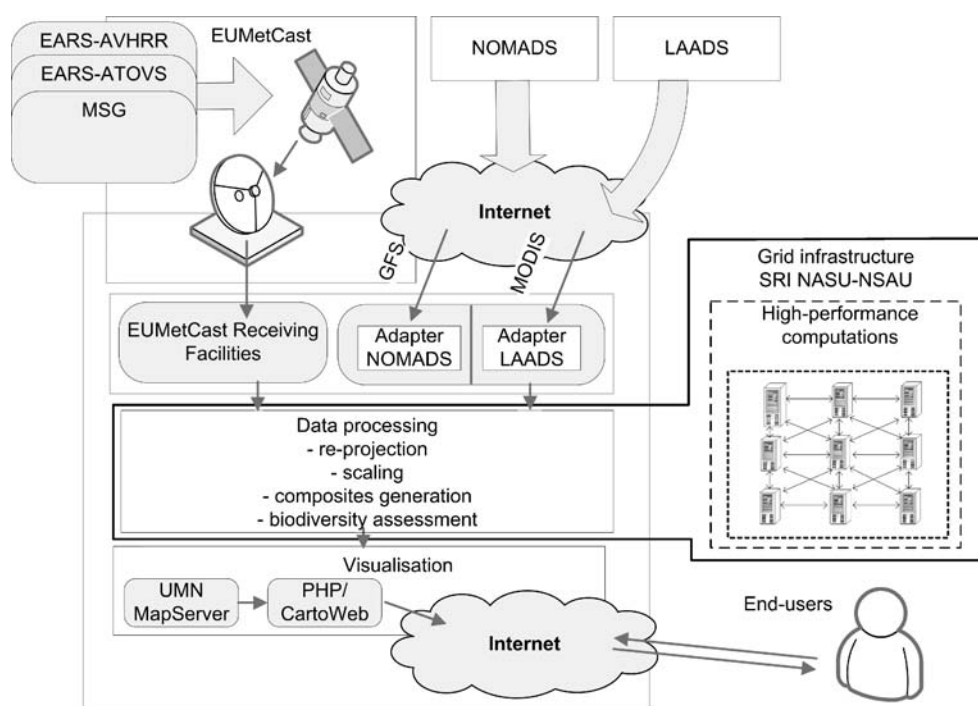 EARS-AVHRR
EARS-ATOVS
MSG
EUMetCast
NOMADS
LAADS
Internet
GFS
MODIS
Grid infrastructure
SRI NASU-NSAU
High-performance
computations
EUMetCast Receiving
Facilities
Adapter
NOMADS
Adapter
LAADS
Data processing
- re-projection
- scaling
- composites generation
- biodiversity assessment
Visualisation
UMN
MapServer
PHP/
CartoWeb
Internet
End-users